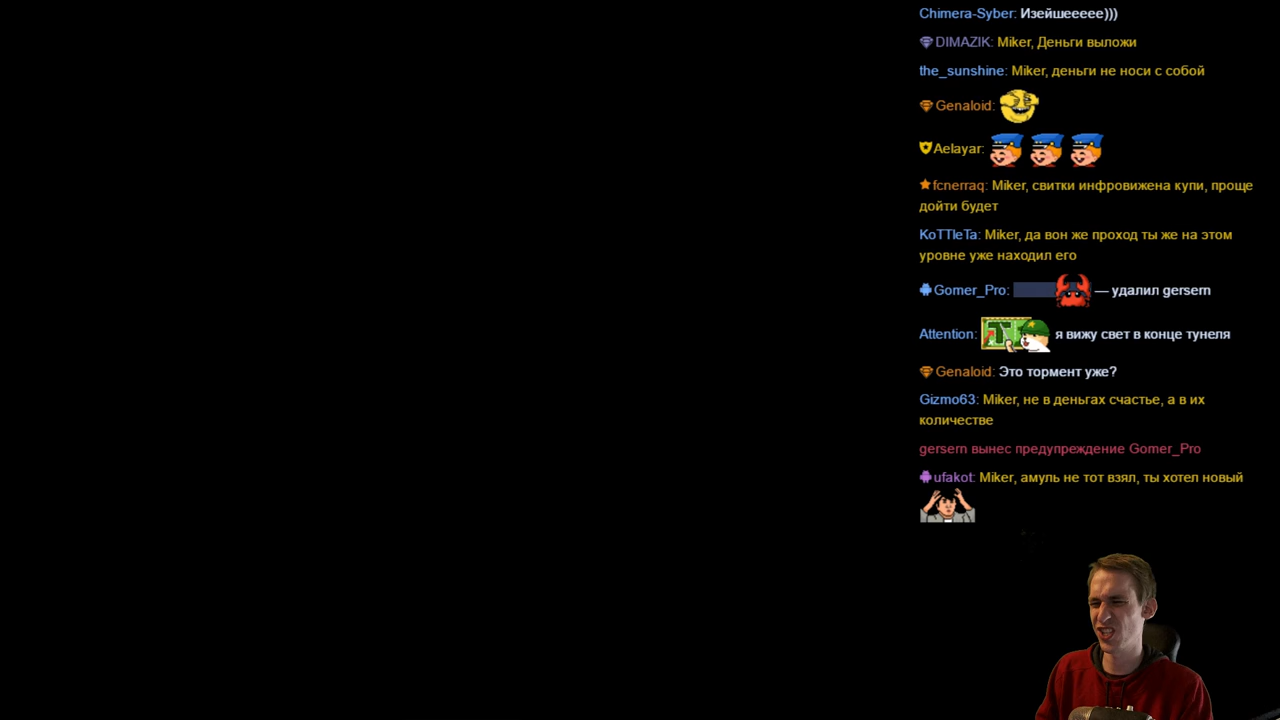 Chimera-Syber: Изейшеееее)))
DIMAZIK: Miker, Деньги выложи
the_sunshine: Miker, деньги не носи с собой
Genaloid:
Aelayar:
fcnerraq: Miker, свитки инфровижена купи, проще
дойти будет
KoTTleTa: Miker, да вон же проход ты же на этом
уровне уже находил его
Gomer_Pro: — удалил gersern
Attention: я вижу свет в конце тунеля
Genaloid: Это тормент уже?
Gizmo63: Miker, не в деньгах счастье, а в их
количестве
gersern вынес предупреждение Gomer_Pro
ufakot: Miker, амуль не тот взял, ты хотел новый